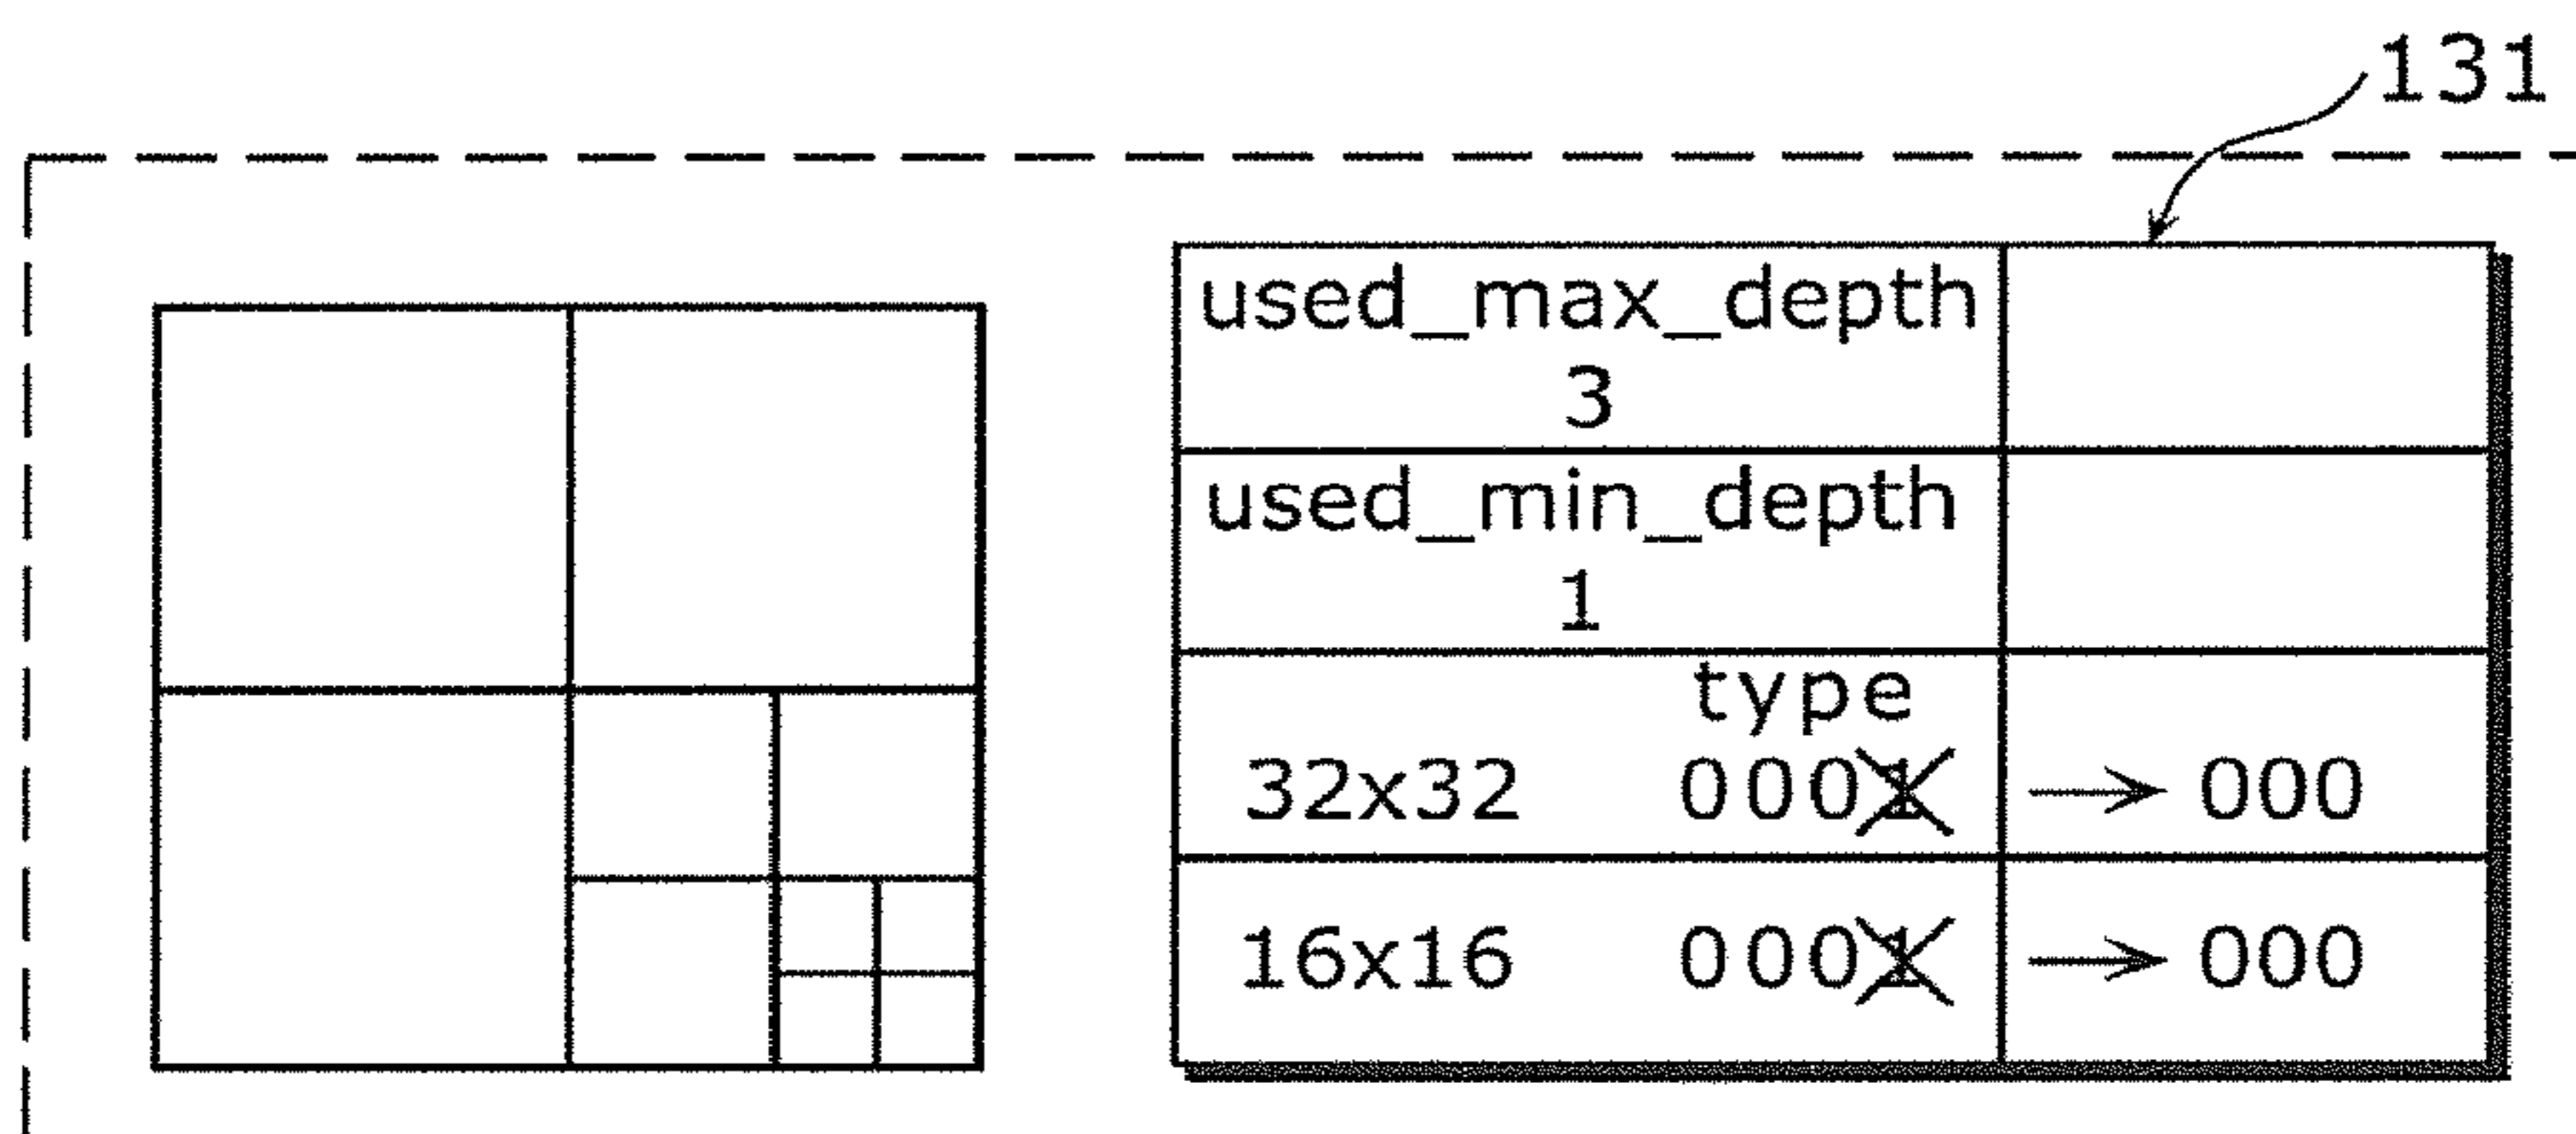 131
used_max_depth
3
used_min_depth
1
type
32x32 0001 → 000
16x16 0001 → 000